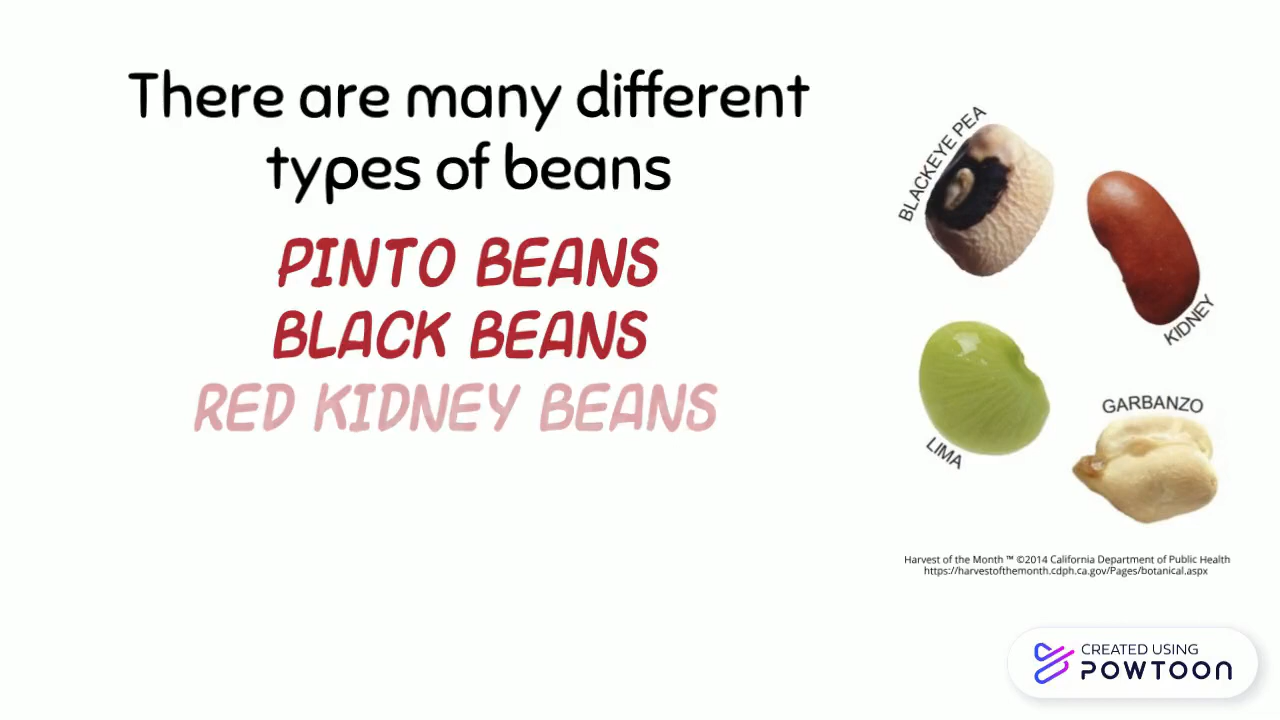 There are many different
types of beans
PINTO BEANS
BLACK BEANS
RED KIDNEY BEANS
BLACKEYE PEA
KIDNEY
LIMA
GARBANZO
Harvest of the Month ™ ©2014 California Department of Public Health
https://harvestofthemonth.cdph.ca.gov/Pages/botanical.aspx
CREATED USING
POWTOON